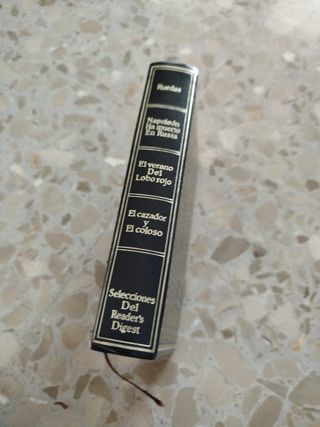 Ruedas
Napoleón
Ha muerto
En Rusia
El verano
Del
Lobo rojo
El cazador
y
El coloso
Selecciones
Del
Reader's
Digest